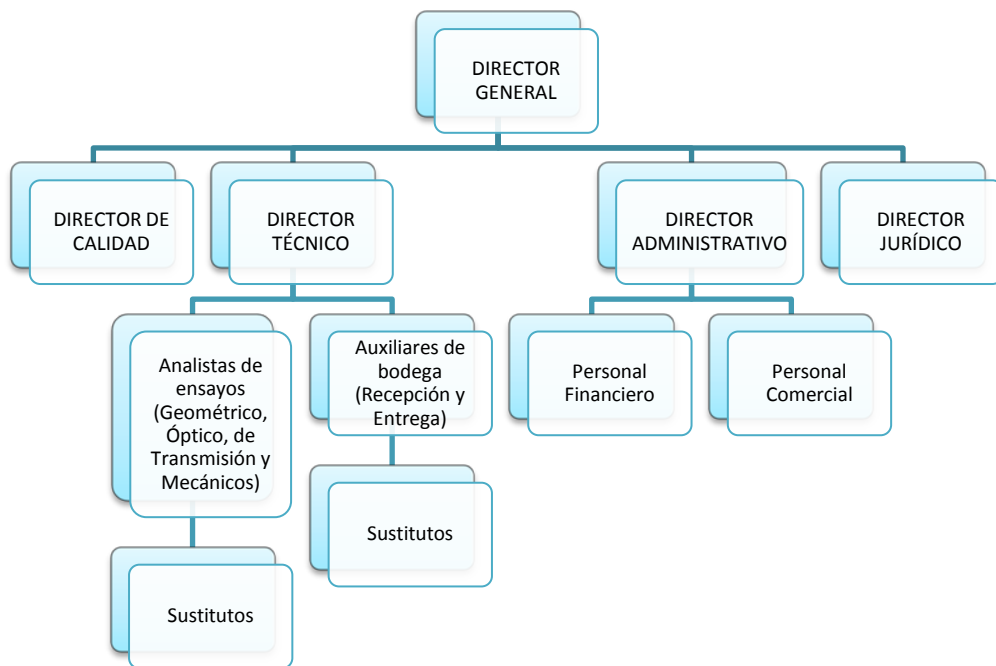 DIRECTOR
GENERAL
DIRECTOR DE
CALIDAD
DIRECTOR
TÉCNICO
DIRECTOR
ADMINISTRATIVO
DIRECTOR
JURÍDICO
Analistas de
ensayos
(Geométrico,
Óptico, de
Transmisión y
Mecánicos)
Auxiliares de
bodega
(Recepción y
Entrega)
Personal
Financiero
Personal
Comercial
Sustitutos
Sustitutos